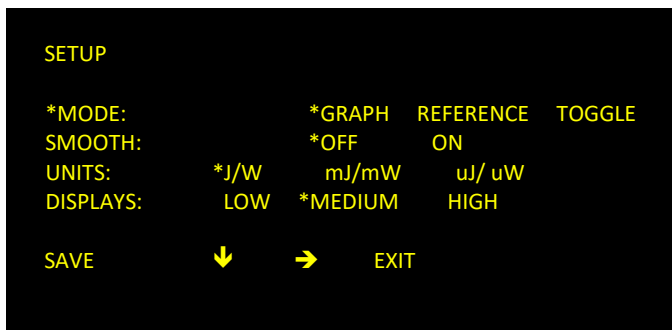 SETUP
*MODE: *GRAPH REFERENCE TOGGLE
SMOOTH: *OFF ON
UNITS: *J/W mJ/mW uJ/ uW
DISPLAYS: LOW *MEDIUM HIGH
SAVE ↓ → EXIT